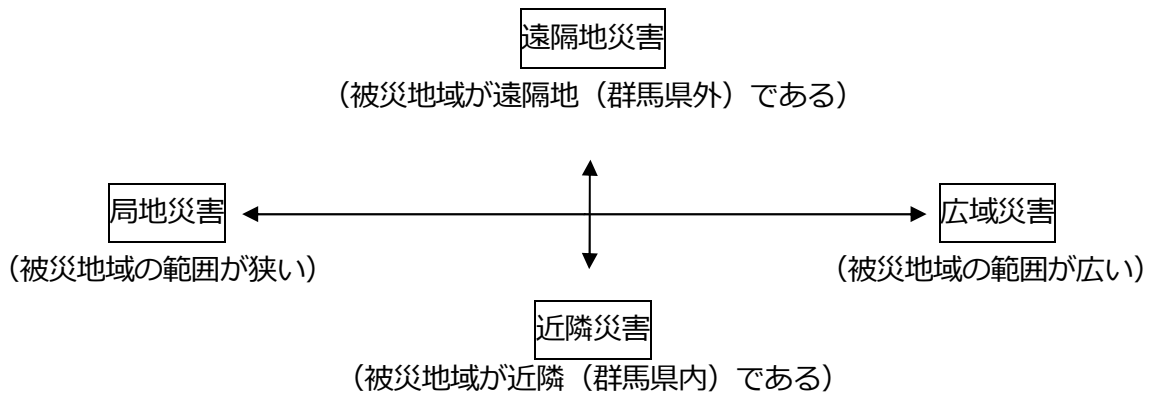 遠隔地災害
（被災地域が遠隔地（群馬県外）である）
局地災害
広域災害
（被災地域の範囲が狭い）
（被災地域の範囲が広い）
近隣災害
（被災地域が近隣（群馬県内）である）